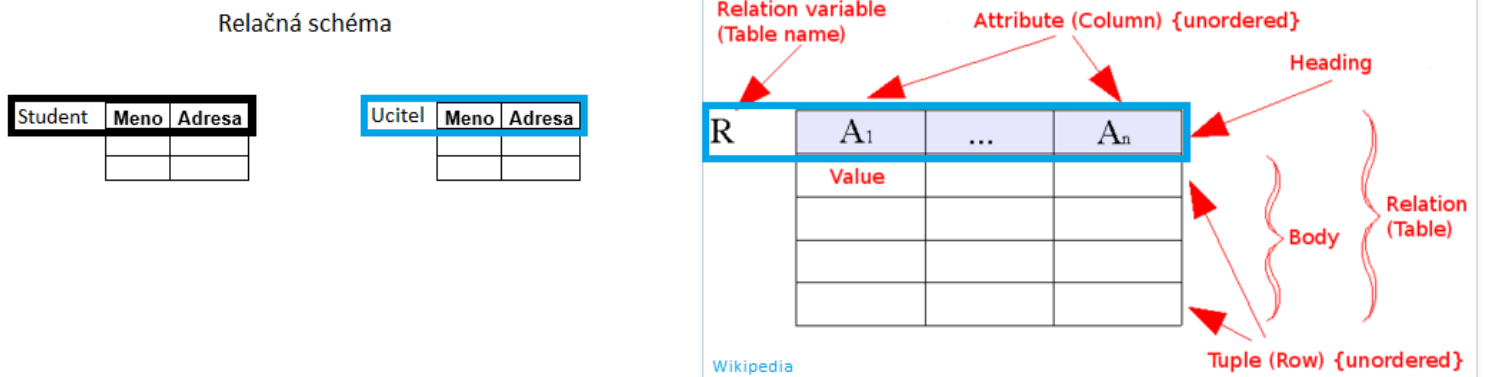 Relačná schéma
Student Meno Adresa
Ucitel Meno Adresa
Relation variable
(Table name)
Attribute (Column) {unordered}
Heading
R A1 ... An
Value
Body
Relation
(Table)
Tuple (Row) {unordered}
Wikipedia